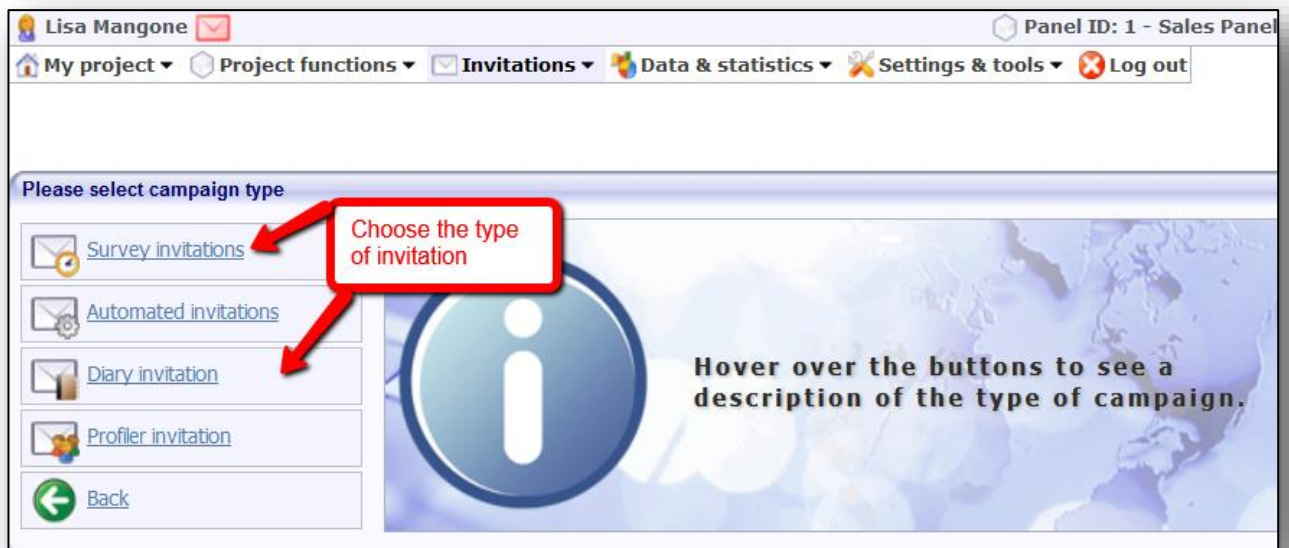 Lisa Mangone Panel ID: 1 - Sales Panel
My project Project functions Invitations Data & statistics Settings & tools Log out
Please select campaign type
Choose the type
of invitation
Survey invitations
Automated invitations
Diary invitation
Profiler invitation
Back
Hover over the buttons to see a
description of the type of campaign.